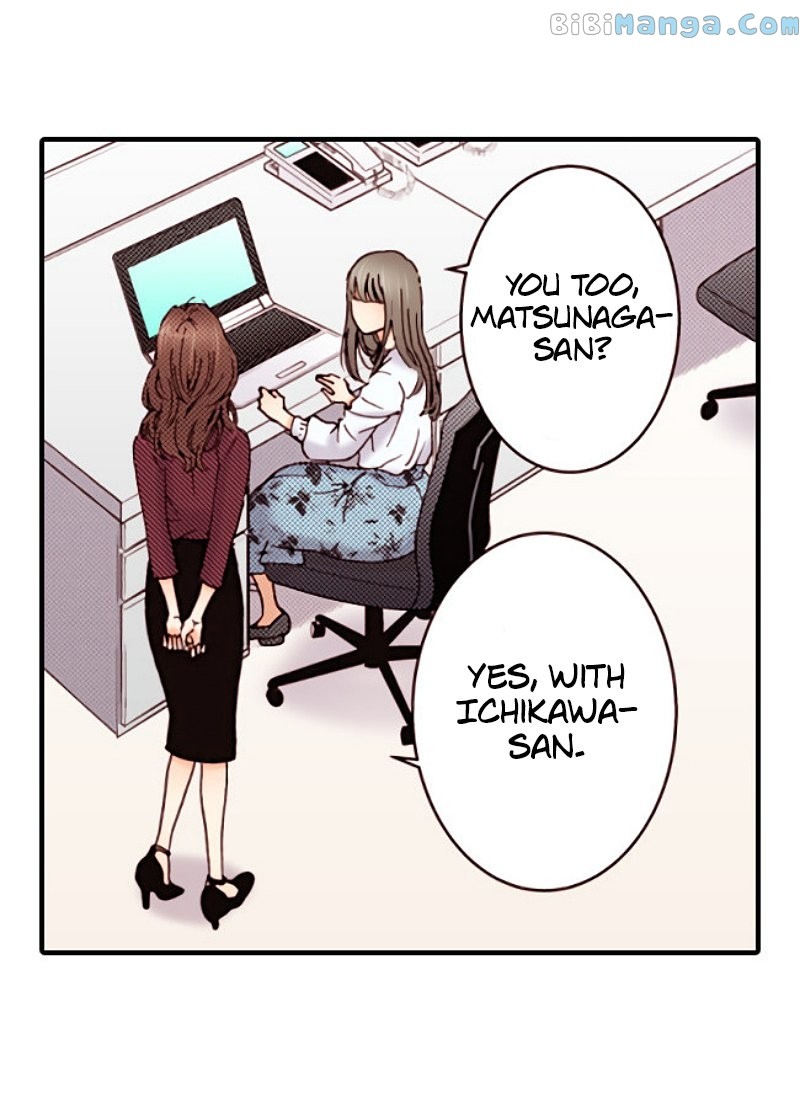 BiBiManga.Com
YOU TOO,
MATSUNAGA-
SAN?
YES, WITH
ICHIKAWA-
SAN.